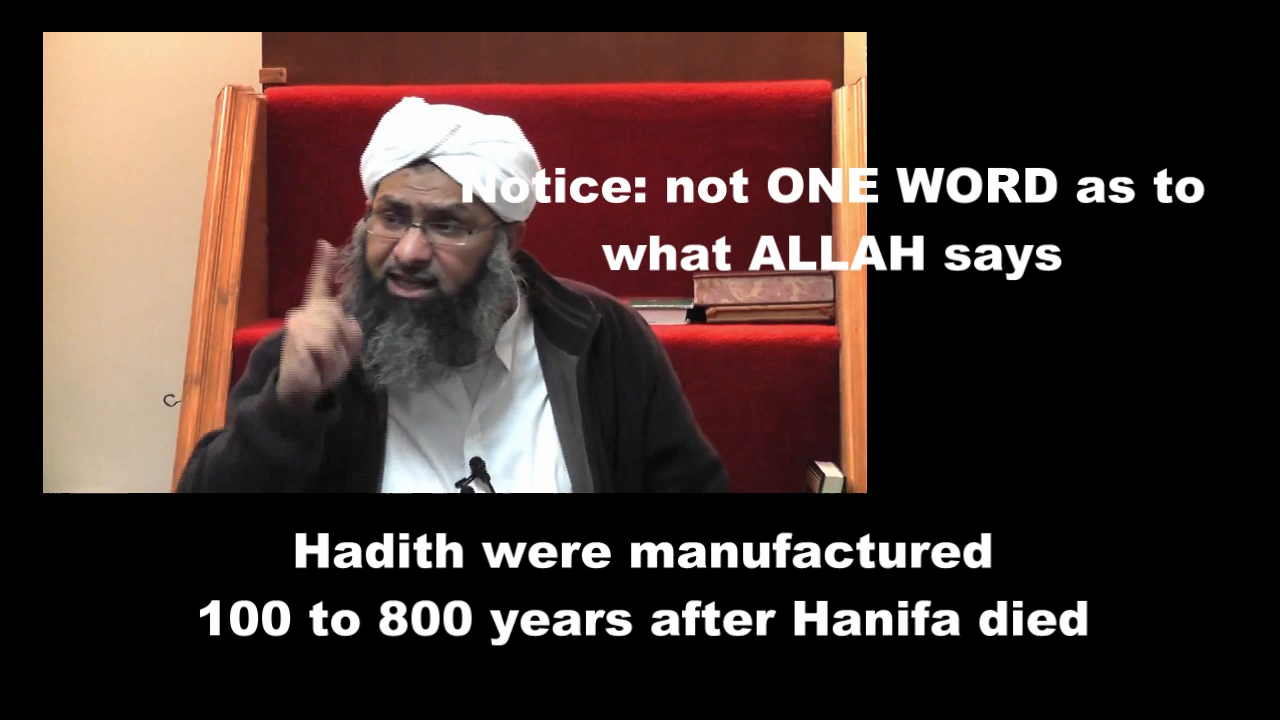 Notice: not ONE WORD as to
what ALLAH says
Hadith were manufactured
100 to 800 years after Hanifa died